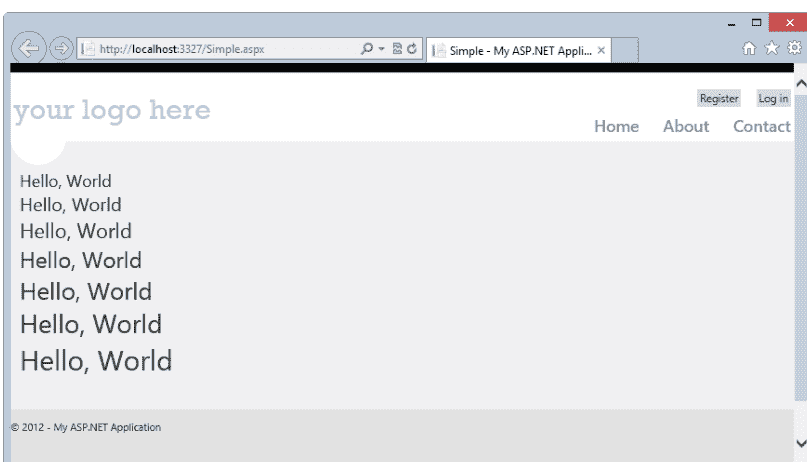 http://localhost:3327/Simple.aspx
Simple - My ASP.NET Appli...
Register Log in
your logo here
Home About Contact
Hello, World
Hello, World
Hello, World
Hello, World
Hello, World
Hello, World
Hello, World
© 2012 - My ASP.NET Application